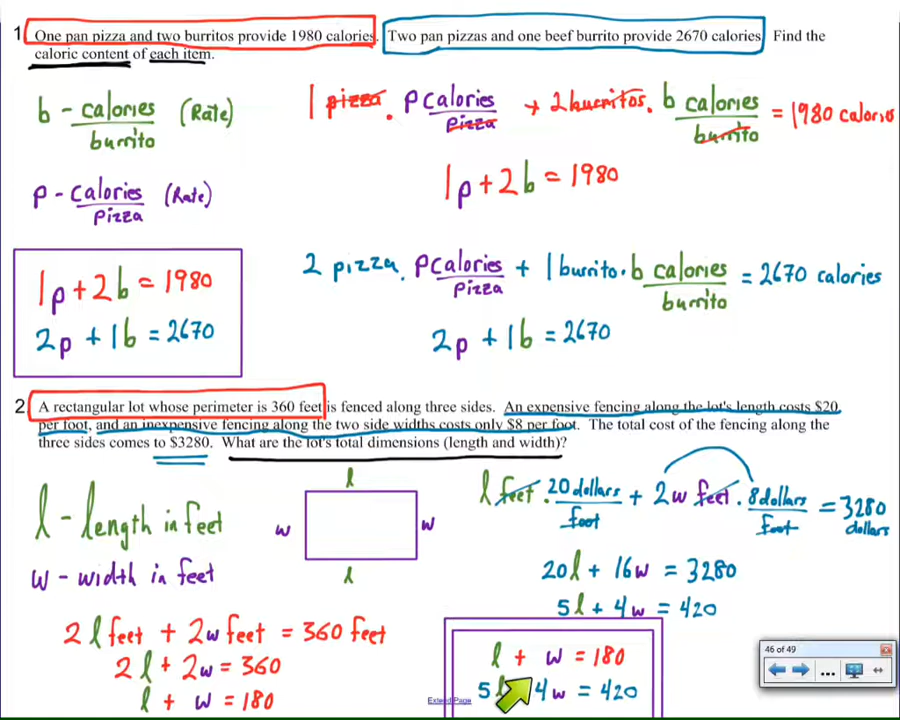 1 One pan pizza and two burritos provide 1980 calories. Two pan pizzas and one beef burrito provide 2670 calories. Find the
caloric content of each item.
b - calories / burrito (Rate)
1 pizza . p calories / pizza + 2 burritos . b calories / burrito = 1980 calories
p - calories / pizza (Rate)
1p + 2b = 1980
1p + 2b = 1980
2p + 1b = 2670
2 pizza . p calories / pizza + 1 burrito . b calories / burrito = 2670 calories
2p + 1b = 2670
2 A rectangular lot whose perimeter is 360 feet is fenced along three sides. An expensive fencing along the lot's length costs $20
per foot, and an inexpensive fencing along the two side widths costs only $8 per foot. The total cost of the fencing along the
three sides comes to $3280. What are the lot's total dimensions (length and width)?
l - length in feet
w - width in feet
l
w w
l
l feet . 20 dollars / foot + 2w feet . 8 dollars / foot = 3280 dollars
20l + 16w = 3280
5l + 4w = 420
2l feet + 2w feet = 360 feet
2l + 2w = 360
l + w = 180
l + w = 180
5l 4w = 420
Extend Page
46 of 49
...